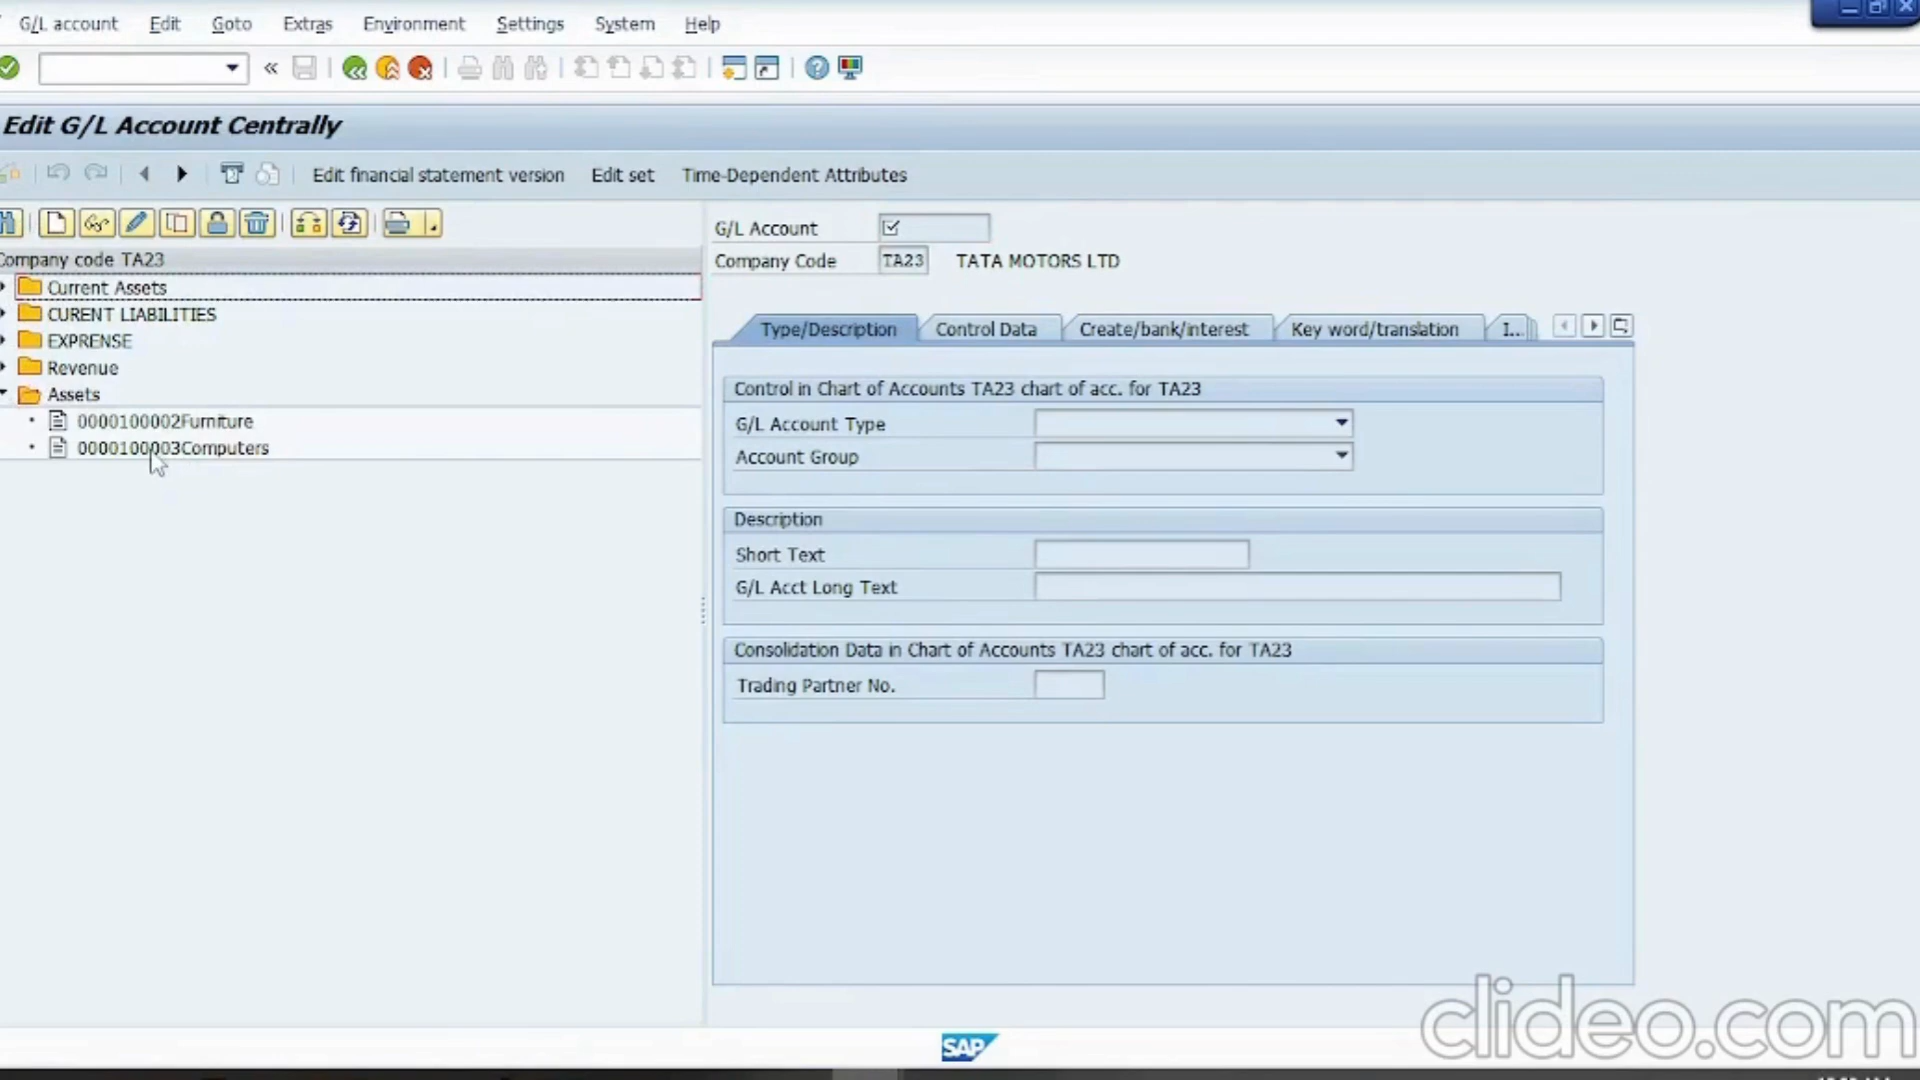 G/L account Edit Goto Extras Environment Settings System Help
Edit G/L Account Centrally
Edit financial statement version Edit set Time-Dependent Attributes
Company code TA23
Current Assets
CURENT LIABILITIES
EXPRENSE
Revenue
Assets
0000100002Furniture
0000100003Computers
G/L Account
Company Code TA23 TATA MOTORS LTD
Type/Description Control Data Create/bank/interest Key word/translation I...
Control in Chart of Accounts TA23 chart of acc. for TA23
G/L Account Type
Account Group
Description
Short Text
G/L Acct Long Text
Consolidation Data in Chart of Accounts TA23 chart of acc. for TA23
Trading Partner No.
SAP
clideo.com